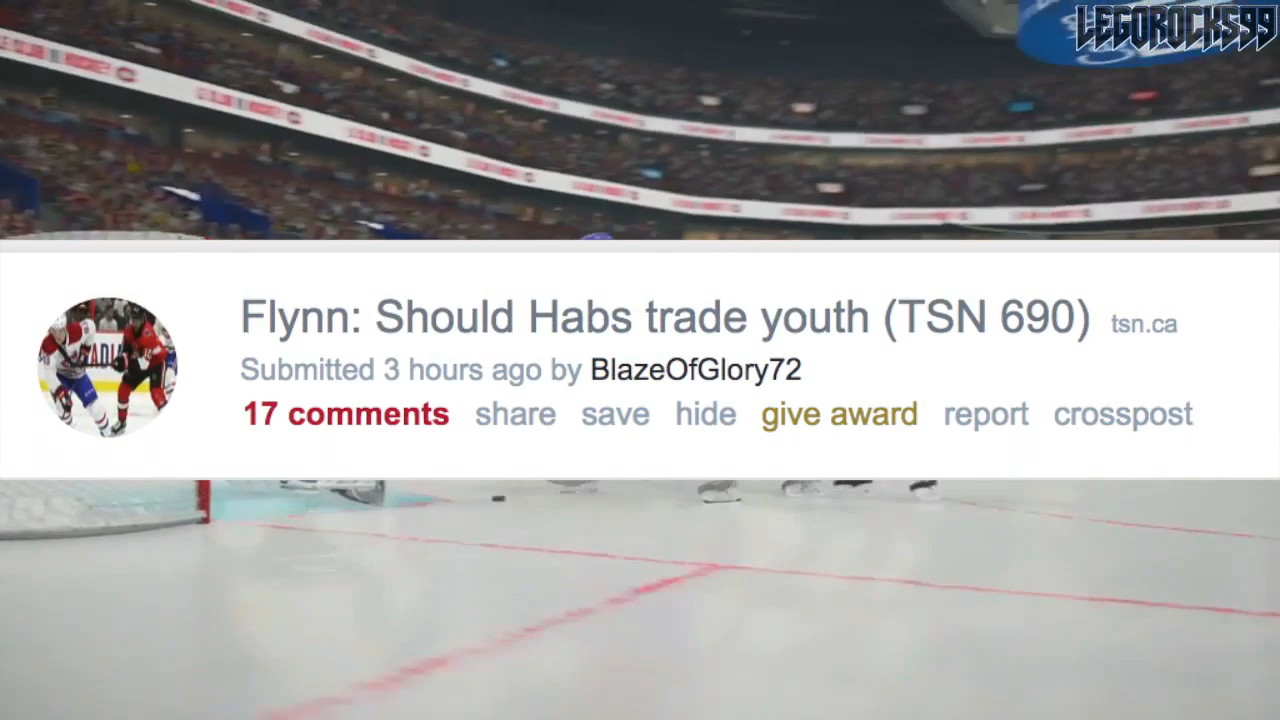 LEGOROCKS99
Flynn: Should Habs trade youth (TSN 690) tsn.ca
Submitted 3 hours ago by BlazeOfGlory72
17 comments share save hide give award report crosspost